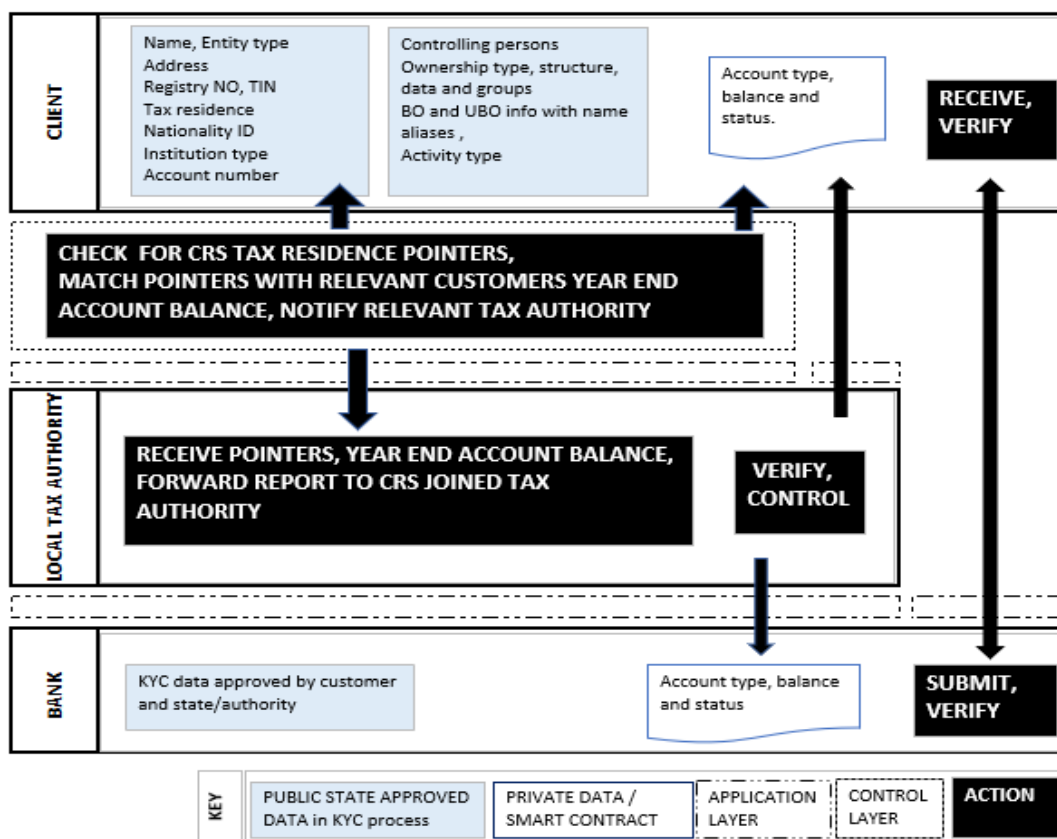 CLIENT
Name, Entity type
Address
Registry NO, TIN
Tax residence
Nationality ID
Institution type
Account number
Controlling persons
Ownership type, structure,
data and groups
BO and UBO info with name
aliases ,
Activity type
Account type,
balance and
status.
RECEIVE,
VERIFY
CHECK FOR CRS TAX RESIDENCE POINTERS,
MATCH POINTERS WITH RELEVANT CUSTOMERS YEAR END
ACCOUNT BALANCE, NOTIFY RELEVANT TAX AUTHORITY
LOCAL TAX AUTHORITY
RECEIVE POINTERS, YEAR END ACCOUNT BALANCE,
FORWARD REPORT TO CRS JOINED TAX
AUTHORITY
VERIFY,
CONTROL
BANK
KYC data approved by customer
and state/authority
Account type, balance
and status
SUBMIT,
VERIFY
KEY
PUBLIC STATE APPROVED
DATA in KYC process
PRIVATE DATA /
SMART CONTRACT
APPLICATION
LAYER
CONTROL
LAYER
ACTION